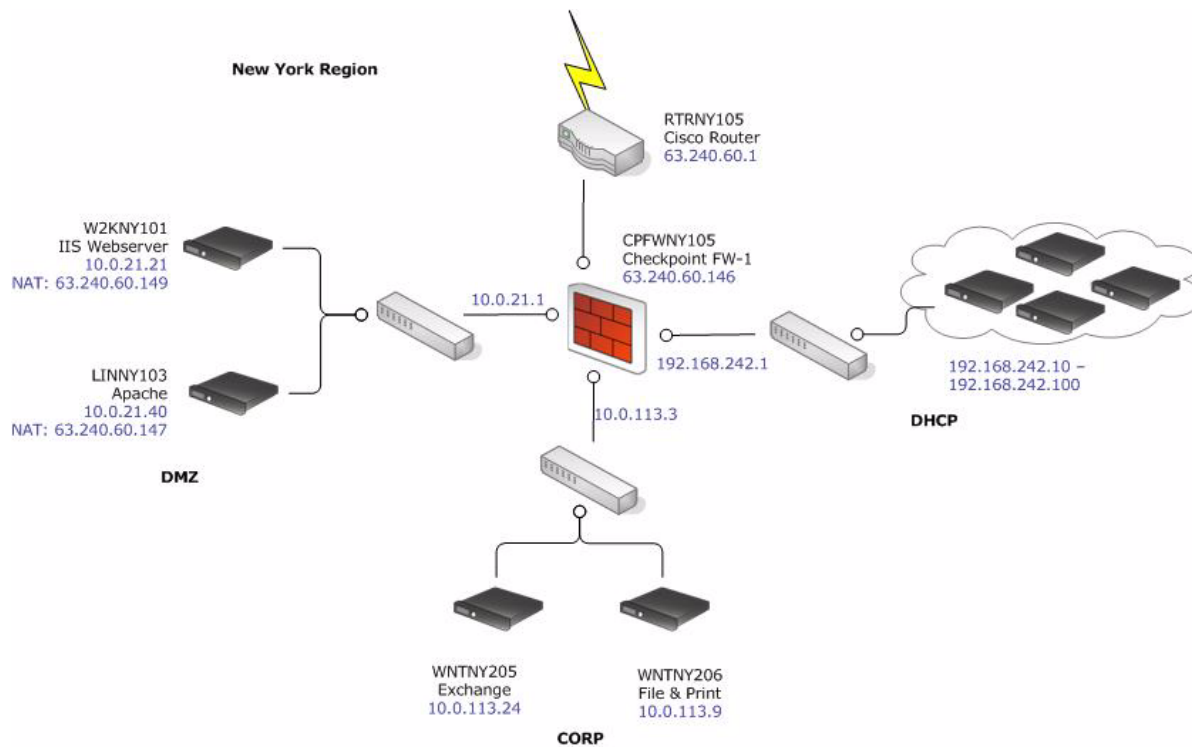 New York Region
RTRNY105
Cisco Router
63.240.60.1
W2KNY101
IIS Webserver
10.0.21.21
NAT: 63.240.60.149
CPFWNY105
Checkpoint FW-1
63.240.60.146
10.0.21.1
192.168.242.1
192.168.242.10 –
192.168.242.100
DHCP
LINNY103
Apache
10.0.21.40
NAT: 63.240.60.147
DMZ
10.0.113.3
WNTNY205
Exchange
10.0.113.24
WNTNY206
File & Print
10.0.113.9
CORP